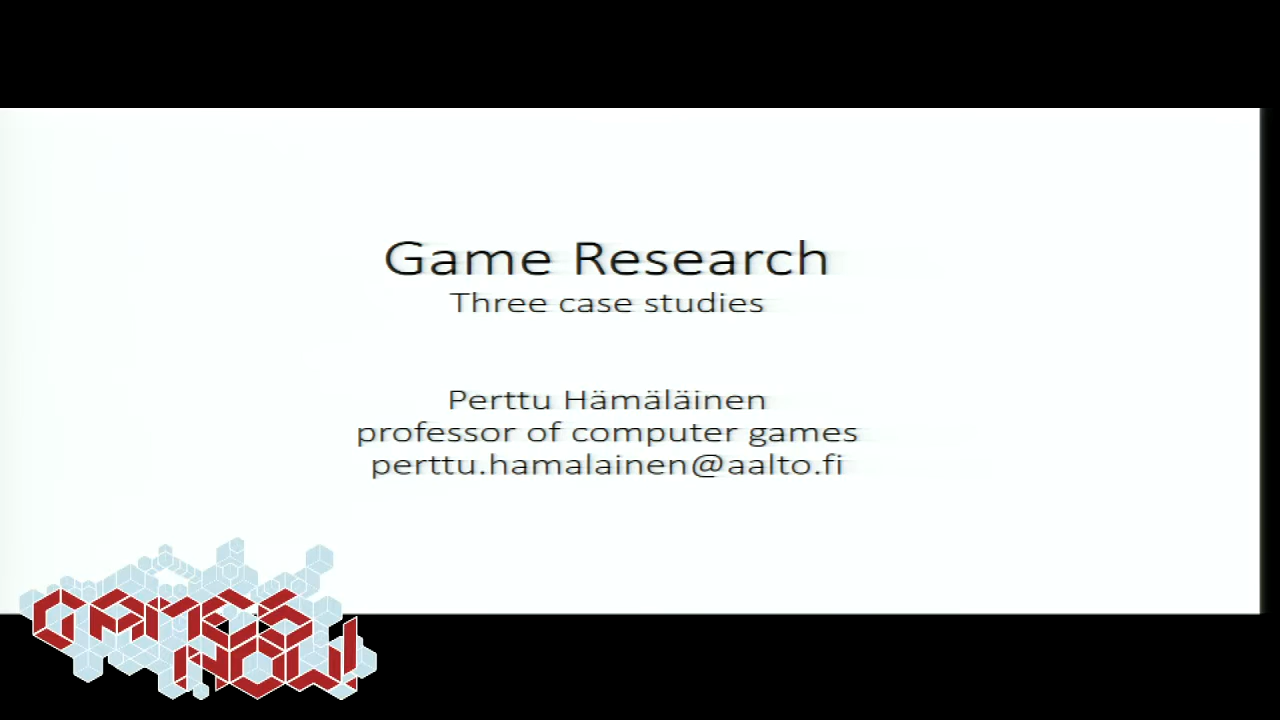 Game Research
Three case studies
Perttu Hämäläinen
professor of computer games
perttu.hamalainen@aalto.fi
GAMES
NOW!